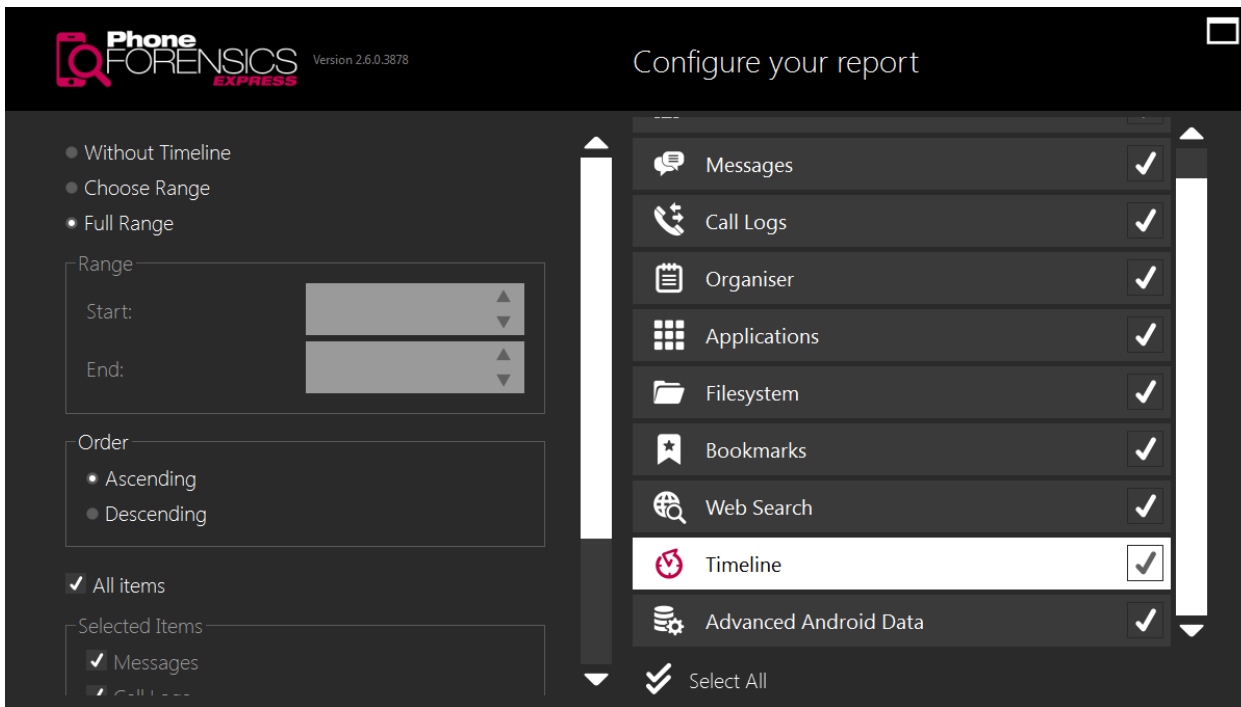 Phone
FORENSICS
EXPRESS
Version 2.6.0.3878
Configure your report
Without Timeline
Choose Range
Full Range
Range
Start:
End:
Order
Ascending
Descending
All items
Selected Items
Messages
Messages
Call Logs
Organiser
Applications
Filesystem
Bookmarks
Web Search
Timeline
Advanced Android Data
Select All